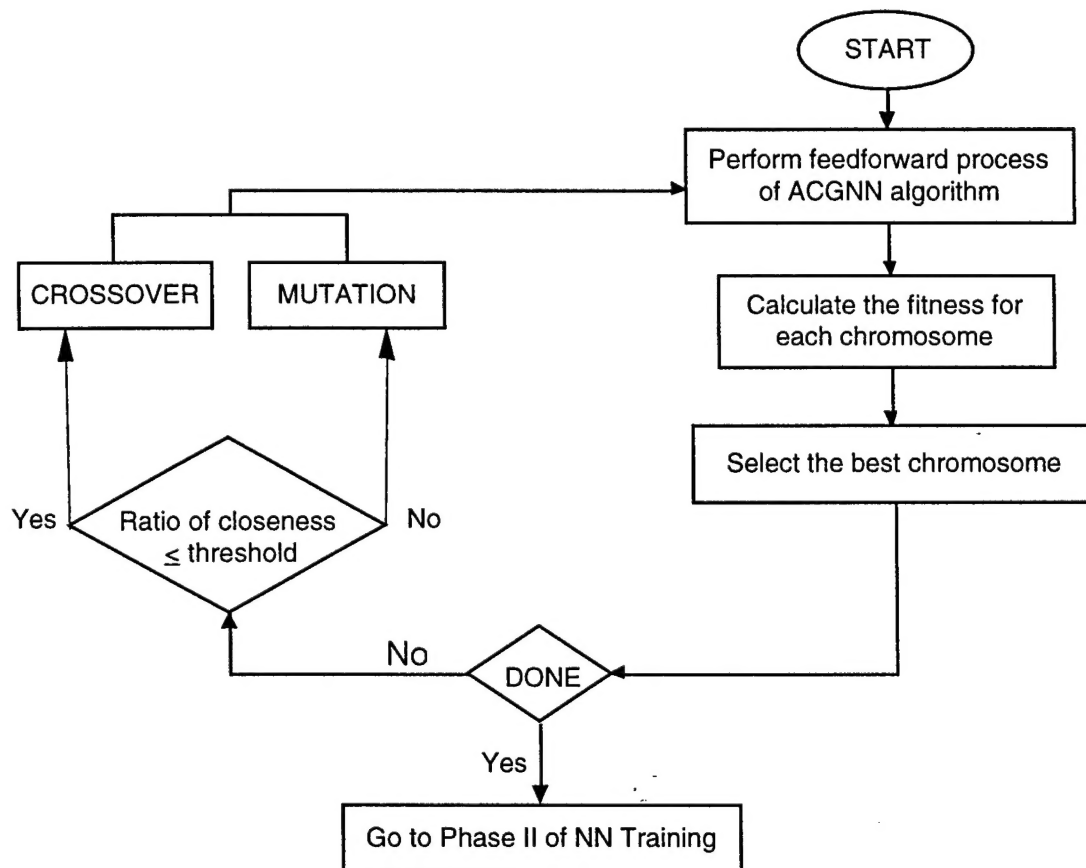 START
Perform feedforward process
of ACGNN algorithm
CROSSOVER
MUTATION
Calculate the fitness for
each chromosome
Select the best chromosome
Yes
Ratio of closeness
≤ threshold
No
No
DONE
Yes
Go to Phase II of NN Training